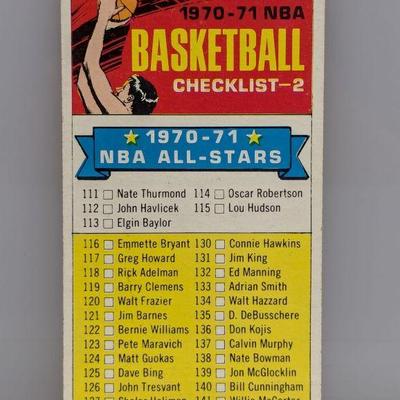 1970-71 NBA
BASKETBALL
CHECKLIST-2
1970-71
NBA ALL-STARS
111 Nate Thurmond 114 Oscar Robertson
112 John Havlicek 115 Lou Hudson
113 Elgin Baylor
116 Emmette Bryant 130 Connie Hawkins
117 Greg Howard 131 Jim King
118 Rick Adelman 132 Ed Manning
119 Barry Clemens 133 Adrian Smith
120 Walt Frazier 134 Walt Hazzard
121 Jim Barnes 135 D. DeBusschere
122 Bernie Williams 136 Don Kojis
123 Pete Maravich 137 Calvin Murphy
124 Matt Guokas 138 Nate Bowman
125 Dave Bing 139 Jon McGlocklin
126 John Tresvant 140 Bill Cunningham
127 141 Willie McCarter